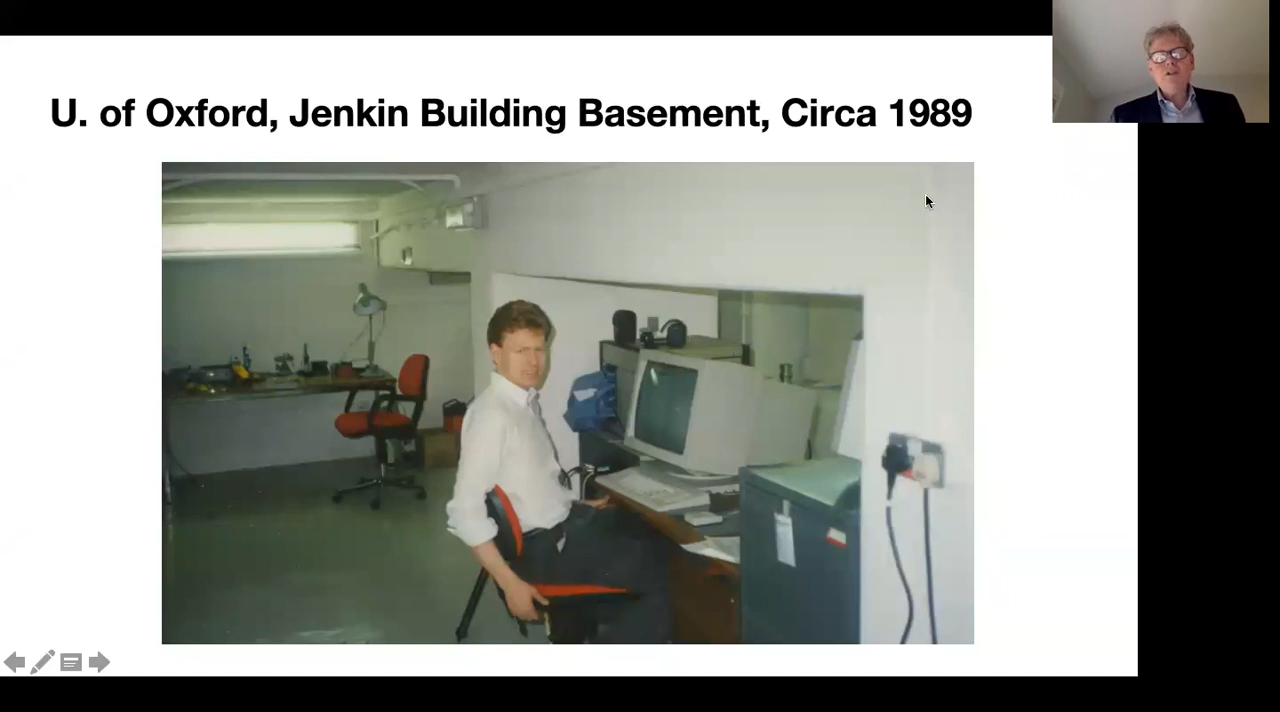 U. of Oxford, Jenkin Building Basement, Circa 1989